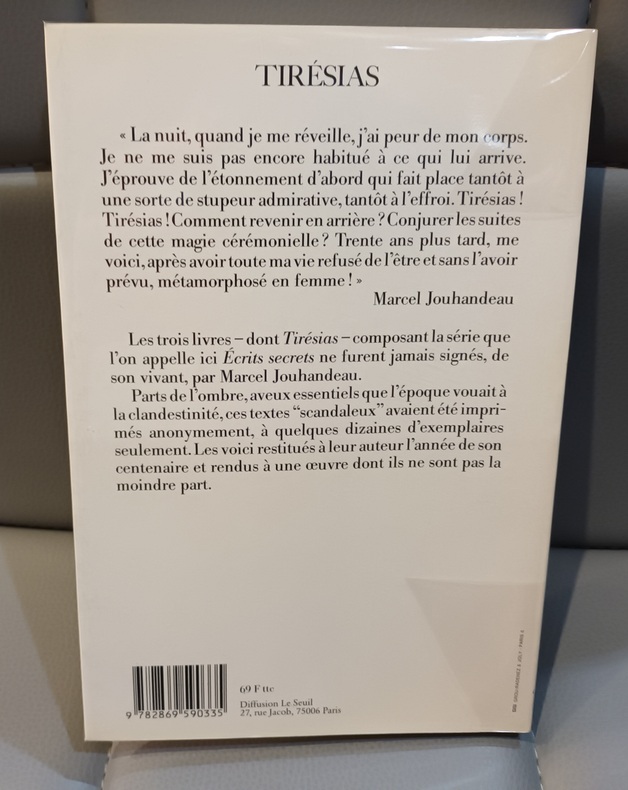 TIRÉSIAS
« La nuit, quand je me réveille, j'ai peur de mon corps.
Je ne me suis pas encore habitué à ce qui lui arrive.
J'éprouve de l'étonnement d'abord qui fait place tantôt à
une sorte de stupeur admirative, tantôt à l'effroi. Tirésias !
Tirésias ! Comment revenir en arrière ? Conjurer les suites
de cette magie cérémonielle ? Trente ans plus tard, me
voici, après avoir toute ma vie refusé de l'être et sans l'avoir
prévu, métamorphosé en femme ! »
Marcel Jouhandeau
Les trois livres – dont Tirésias – composant la série que
l'on appelle ici Écrits secrets ne furent jamais signés, de
son vivant, par Marcel Jouhandeau.
Parts de l'ombre, aveux essentiels que l'époque vouait à
la clandestinité, ces textes "scandaleux" avaient été impri-
més anonymement, à quelques dizaines d'exemplaires
seulement. Les voici restitués à leur auteur l'année de son
centenaire et rendus à une œuvre dont ils ne sont pas la
moindre part.
9 782869 590335
69 F ttc
Diffusion Le Seuil
27, rue Jacob, 75006 Paris